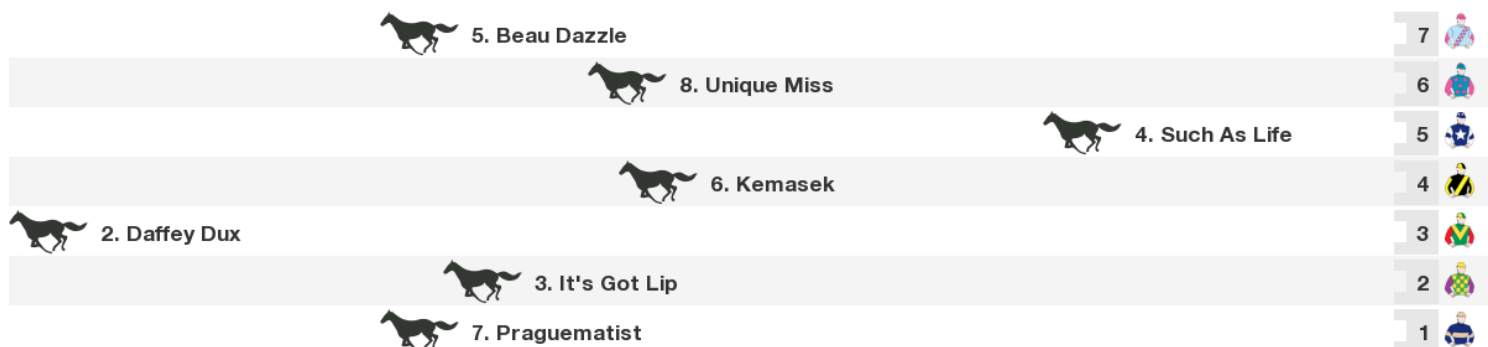 5. Beau Dazzle 7
8. Unique Miss 6
4. Such As Life 5
6. Kemasek 4
2. Daffey Dux 3
3. It's Got Lip 2
7. Praguematist 1